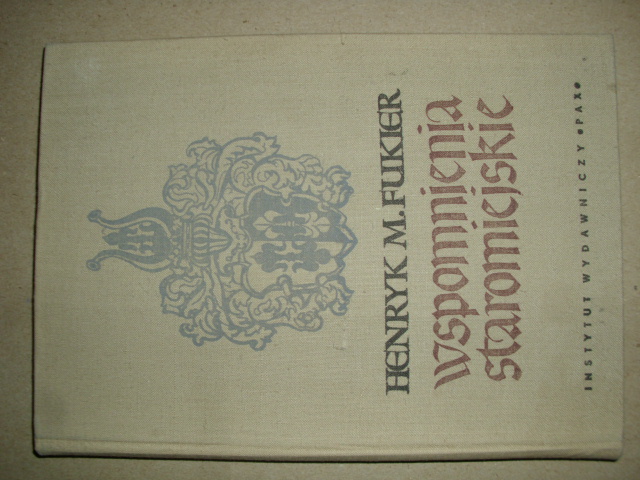 HENRYK M. FUKIER
wspomnienia
staromiejskie
INSTYTUT WYDAWNICZY •PAX•